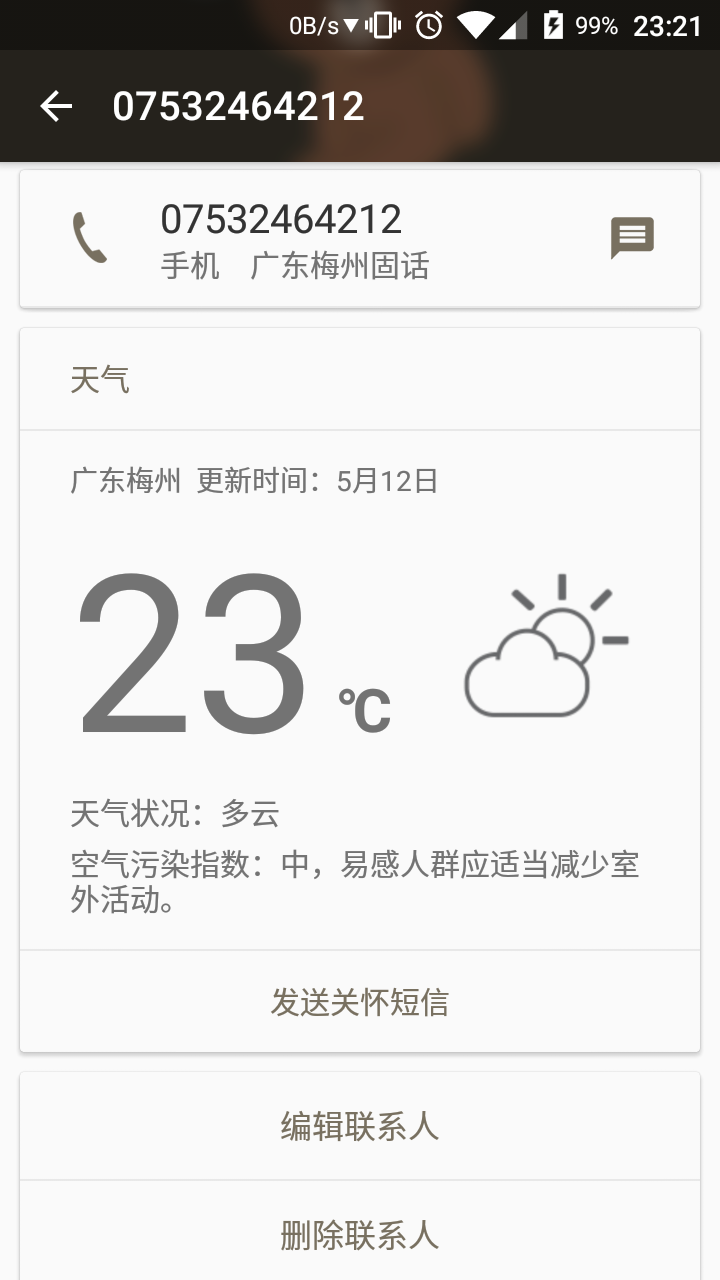 0B/s 99% 23:21
07532464212
07532464212
手机 广东梅州固话
天气
广东梅州 更新时间：5月12日
23 ℃
天气状况：多云
空气污染指数：中，易感人群应适当减少室
外活动。
发送关怀短信
编辑联系人
删除联系人